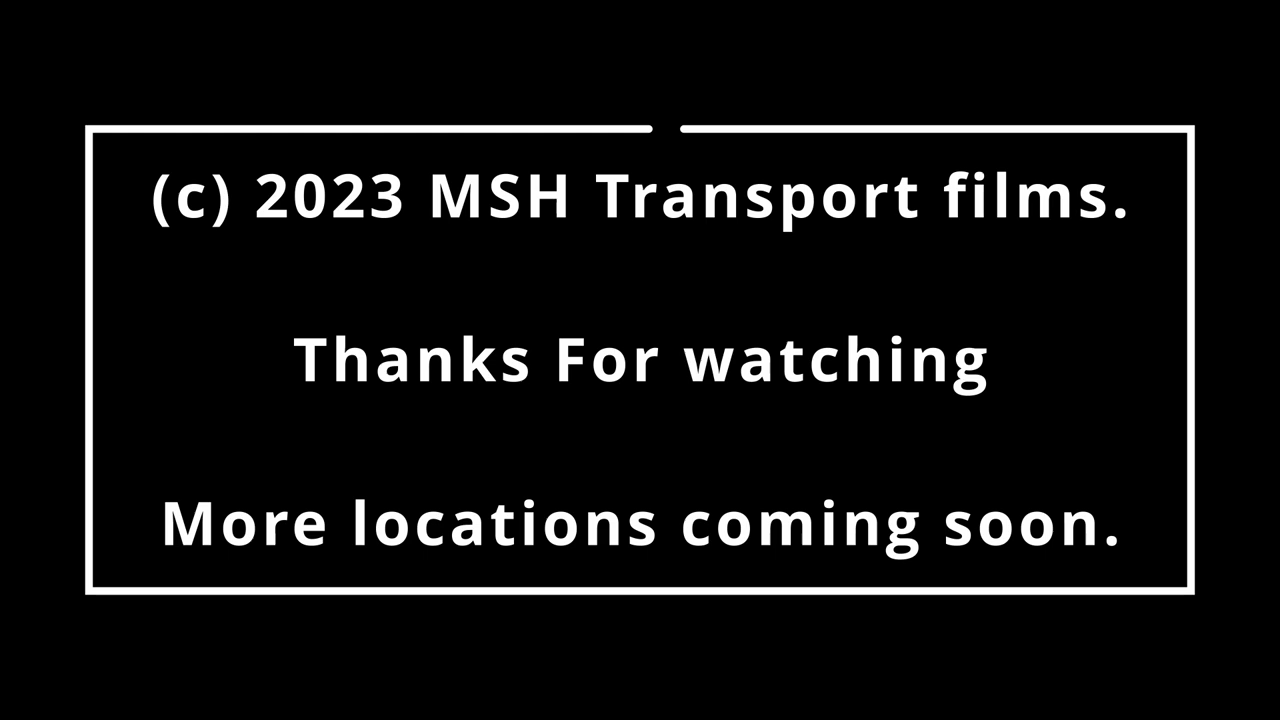 (c) 2023 MSH Transport films.
Thanks For watching
More locations coming soon.